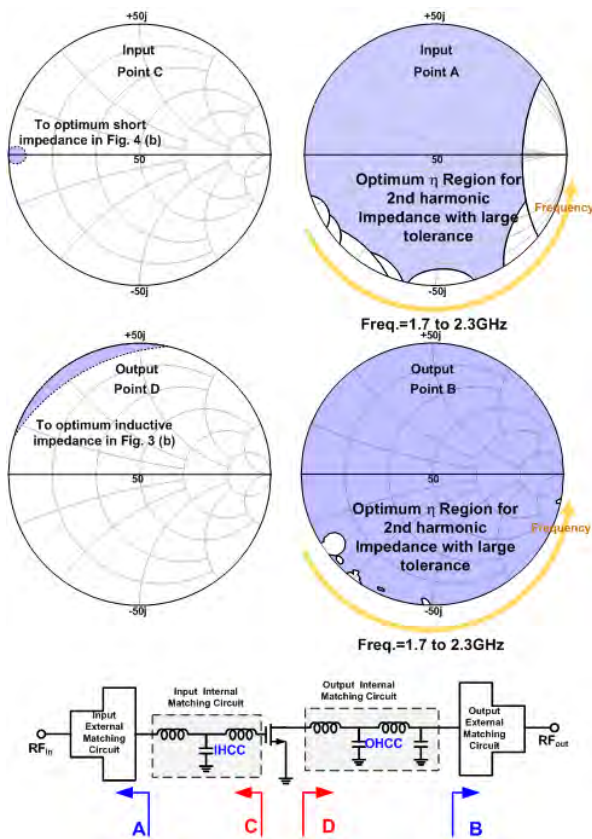 +50j
Input
Point C
To optimum short
impedance in Fig. 4 (b)
50
-50j
+50j
Input
Point A
50
Optimum η Region for
2nd harmonic
Impedance with large
tolerance
Frequency
-50j
Freq.=1.7 to 2.3GHz
+50j
Output
Point D
To optimum inductive
impedance in Fig. 3 (b)
50
-50j
+50j
Output
Point B
50
Optimum η Region for
2nd harmonic
Impedance with large
tolerance
Frequency
-50j
Freq.=1.7 to 2.3GHz
RFin
Input
External
Matching
Circuit
Input Internal
Matching Circuit
IHCC
Output Internal
Matching Circuit
OHCC
Output
External
Matching
Circuit
RFout
A
C
D
B